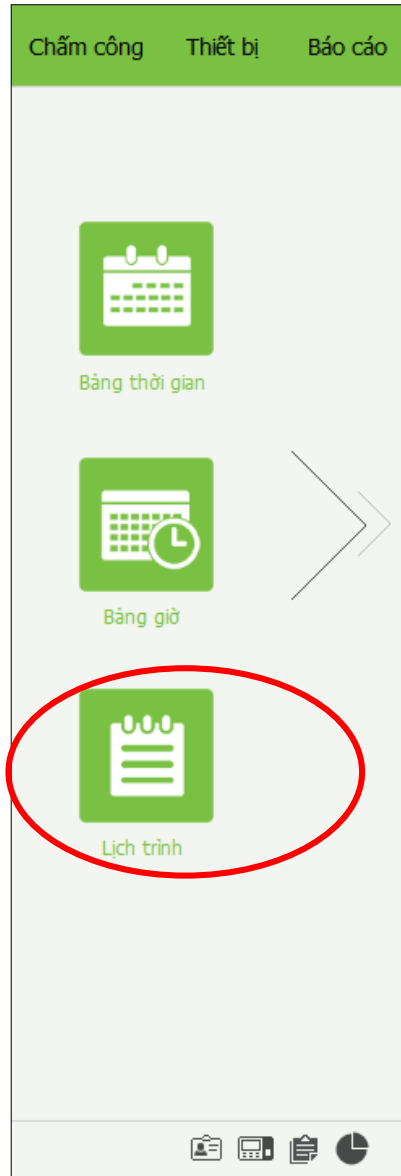 Chấm công Thiết bị Báo cáo
Bảng thời gian
Bảng giờ
Lịch trình